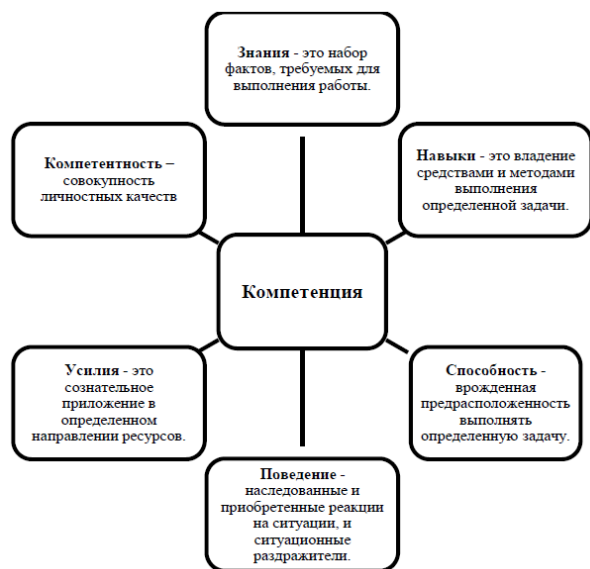 Знания - это набор
фактов, требуемых для
выполнения работы.
Компетентность –
совокупность
личностных качеств
Навыки - это владение
средствами и методами
выполнения
определенной задачи.
Компетенция
Усилия - это
сознательное
приложение в
определенном
направлении ресурсов.
Способность -
врожденная
предрасположенность
выполнять
определенную задачу.
Поведение -
наследованные и
приобретенные реакции
на ситуации, и
ситуационные
раздражители.